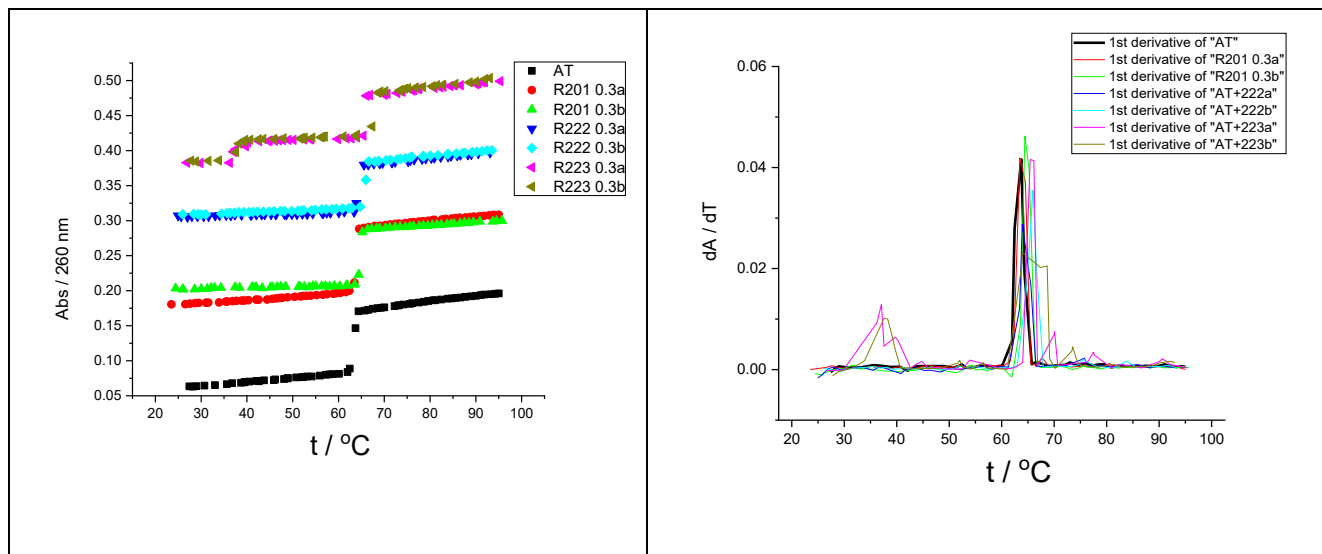 0.50
0.45
0.40
0.35
0.30
0.25
0.20
0.15
0.10
0.05
Abs / 260 nm
20 30 40 50 60 70 80 90 100
t / °C
AT
R201 0.3a
R201 0.3b
R222 0.3a
R222 0.3b
R223 0.3a
R223 0.3b
0.06
0.04
0.02
0.00
dA / dT
20 30 40 50 60 70 80 90 100
t / °C
1st derivative of "AT"
1st derivative of "R201 0.3a"
1st derivative of "R201 0.3b"
1st derivative of "AT+222a"
1st derivative of "AT+222b"
1st derivative of "AT+223a"
1st derivative of "AT+223b"